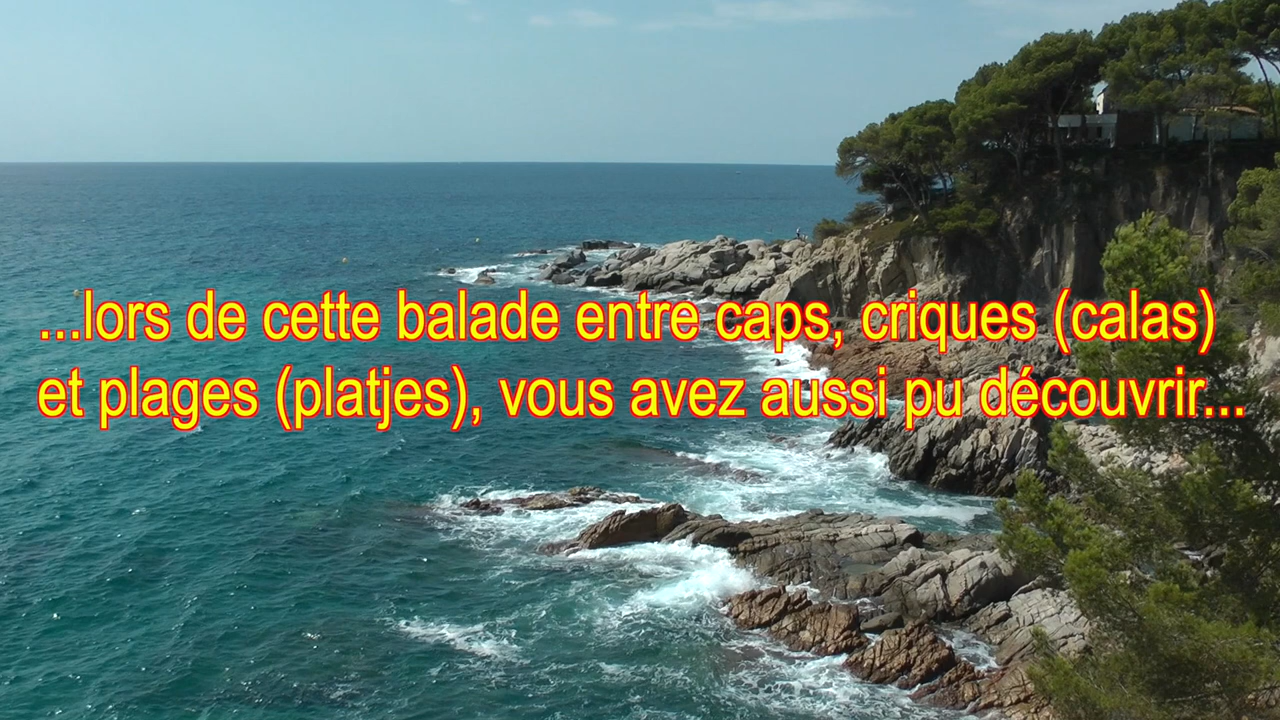 ...lors de cette balade entre caps, criques (calas)
et plages (platjes), vous avez aussi pu découvrir...